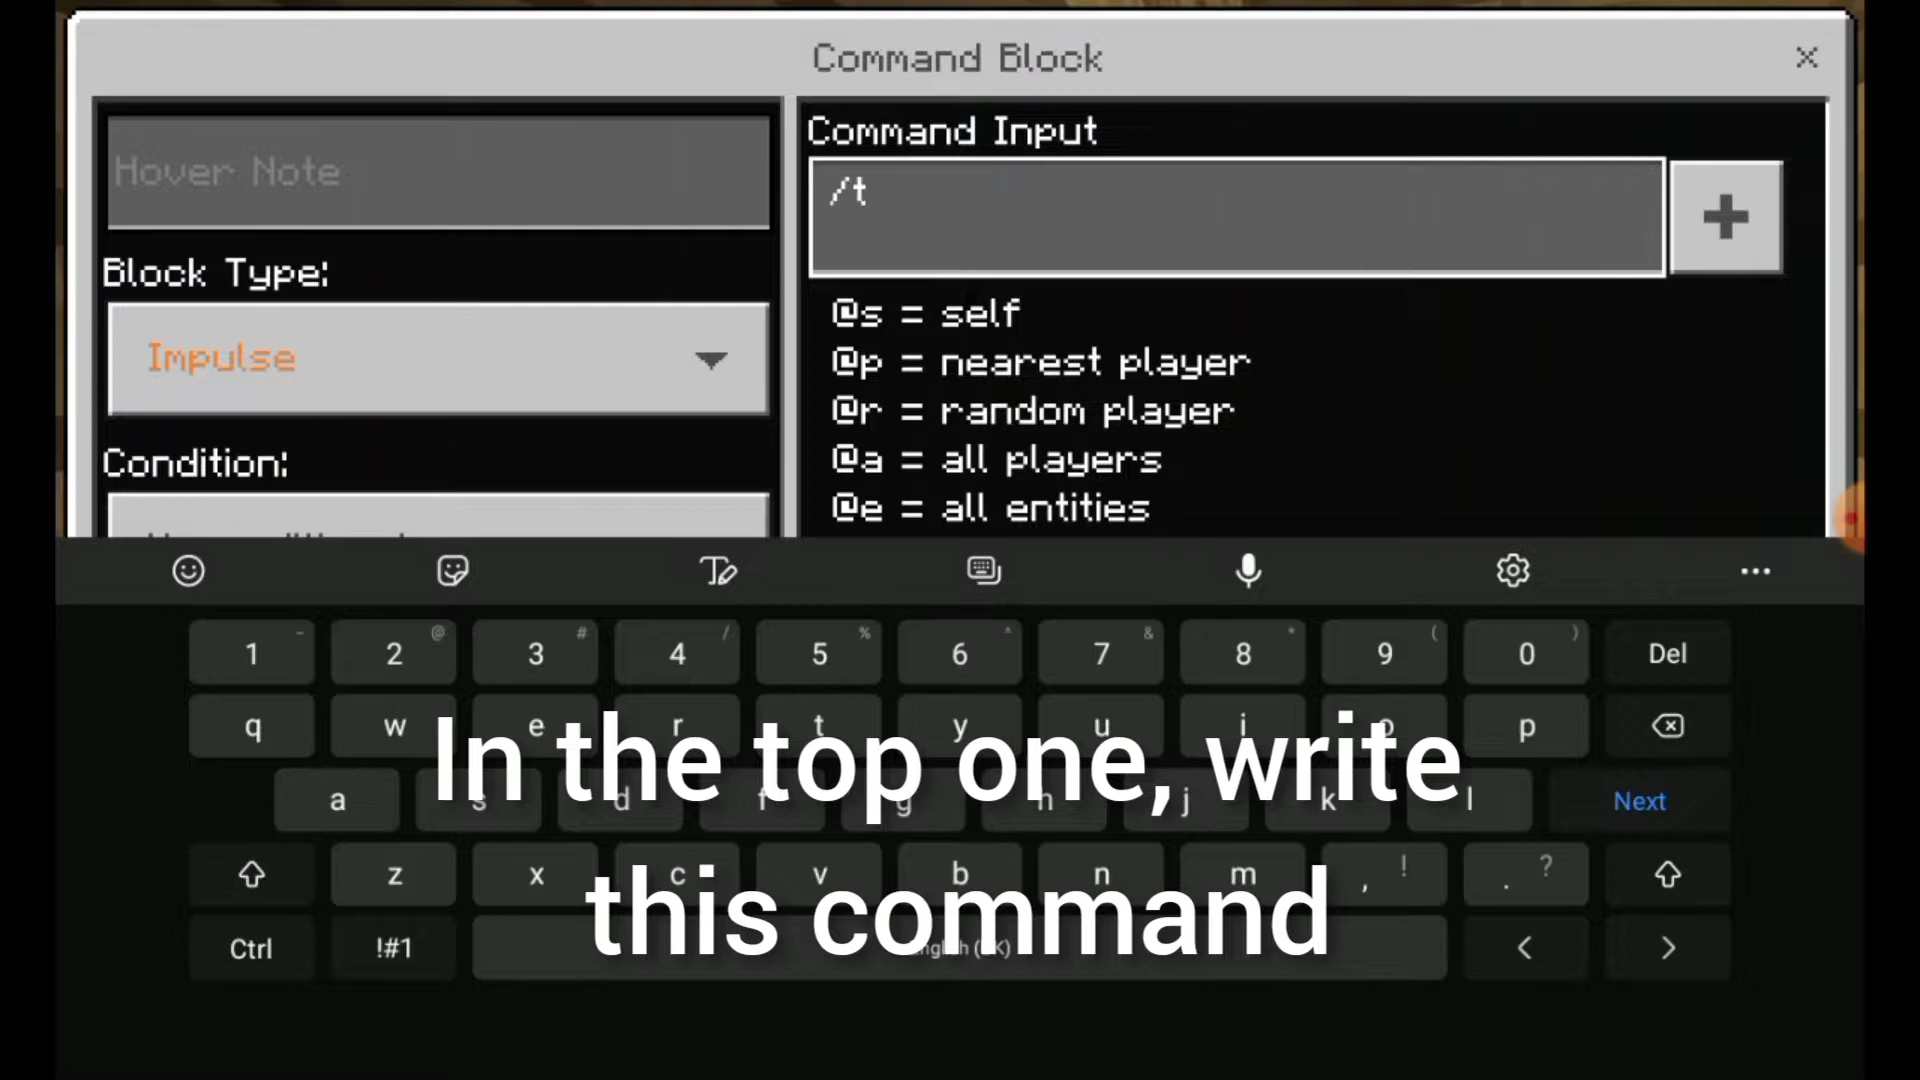 Command Block
Hover Note
Block Type:
Impulse
Condition:
Command Input
/t
@s = self
@p = nearest player
@r = random player
@a = all players
@e = all entities
1 - 2 @ 3 # 4 / 5 % 6 ^ 7 & 8 * 9 ( 0 ) Del
q w e r t y u i o p
a s d f g h j k l Next
z x c v b n m , ! . ?
Ctrl !#1
In the top one, write
this command